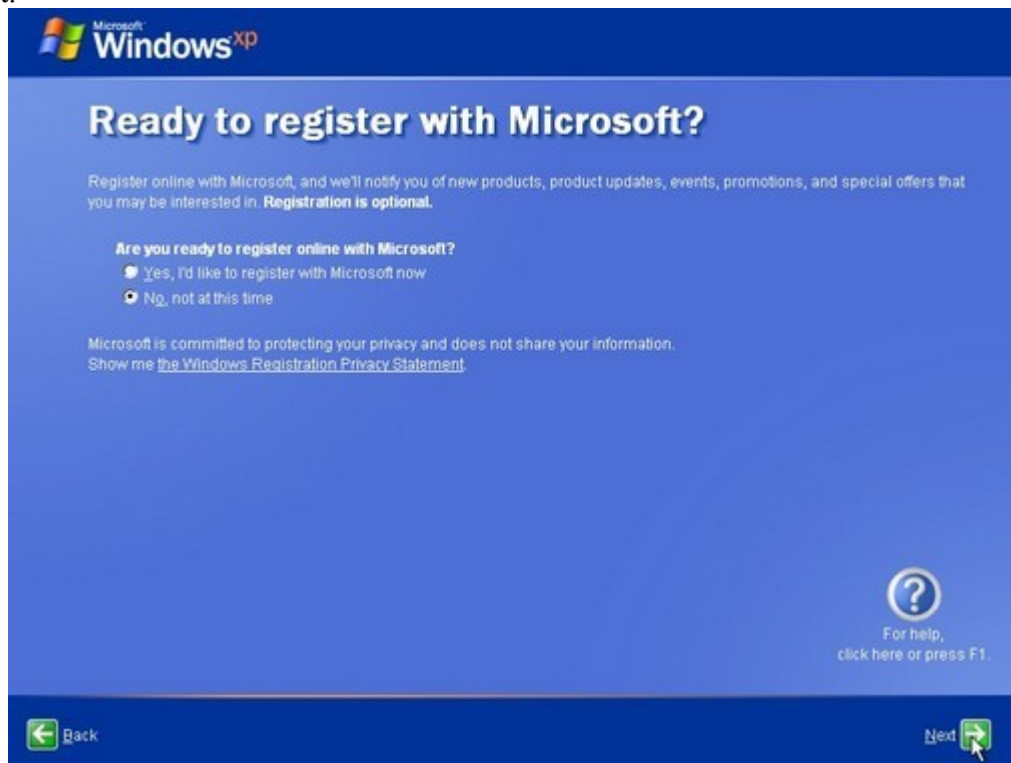 Microsoft
Windows xp
Ready to register with Microsoft?
Register online with Microsoft, and we'll notify you of new products, product updates, events, promotions, and special offers that
you may be interested in. Registration is optional.
Are you ready to register online with Microsoft?
Yes, I'd like to register with Microsoft now
No, not at this time
Microsoft is committed to protecting your privacy and does not share your information.
Show me the Windows Registration Privacy Statement.
For help,
click here or press F1.
Back
Next